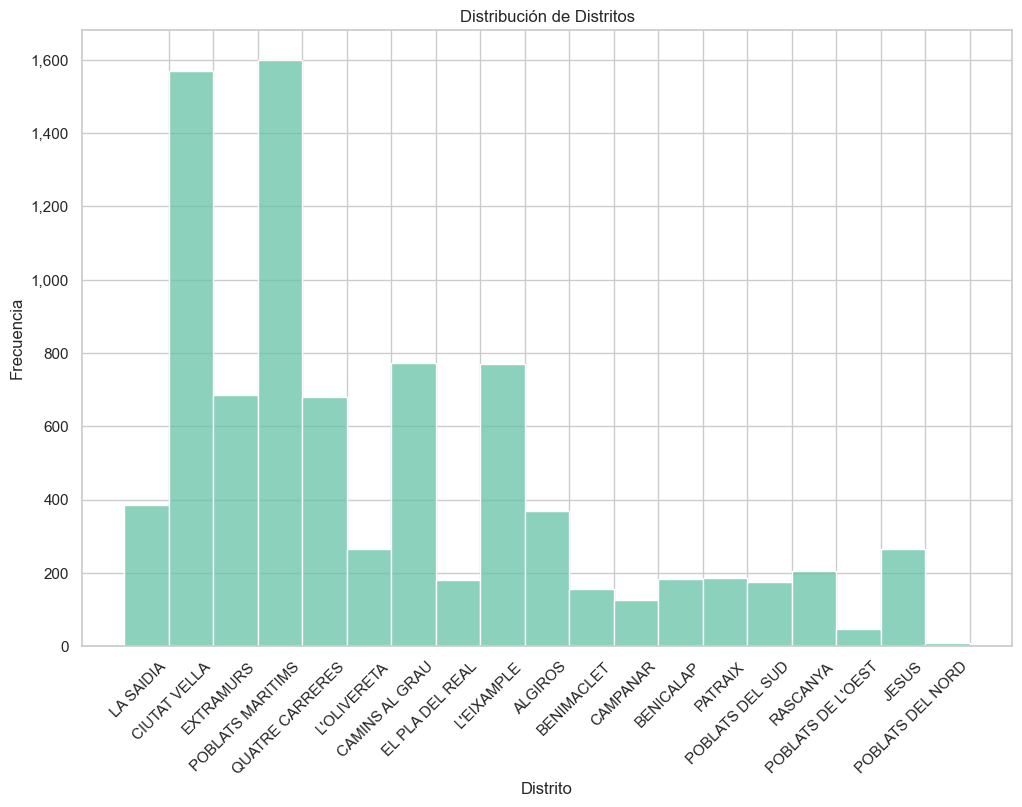 Distribución de Distritos
1,600
1,400
1,200
1,000
800
600
400
200
0
Frecuencia
LA SAIDIA
CIUTAT VELLA
EXTRAMURS
POBLATS MARITIMS
QUATRE CARRERES
L'OLIVERETA
CAMINS AL GRAU
EL PLA DEL REAL
L'EIXAMPLE
ALGIROS
BENIMACLET
CAMPANAR
BENICALAP
PATRAIX
POBLATS DEL SUD
RASCANYA
POBLATS DE L'OEST
JESUS
POBLATS DEL NORD
Distrito